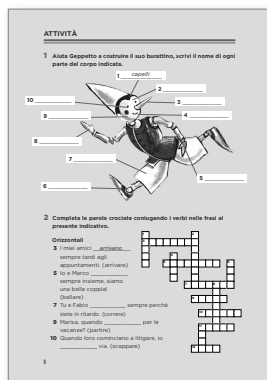 ATTIVITÀ
1 Aiuta Geppetto a costruire il suo burattino, scrivi il nome di ogni
parte del corpo indicata.
1 capelli
2
10
3
9
4
8
7
5
6
2 Completa le parole crociate coniugando i verbi nelle frasi al
presente indicativo.
Orizzontali
3 I miei amici arrivano
sempre tardi agli
appuntamenti. (arrivare)
5 Io e Marco
sempre insieme, siamo
una bella coppia!
(ballare)
7 Tu e Fabio sempre perché
siete in ritardo. (correre)
9 Marisa, quando per le
vacanze? (partire)
10 Quando loro cominciano a litigare, io
via. (scappare)